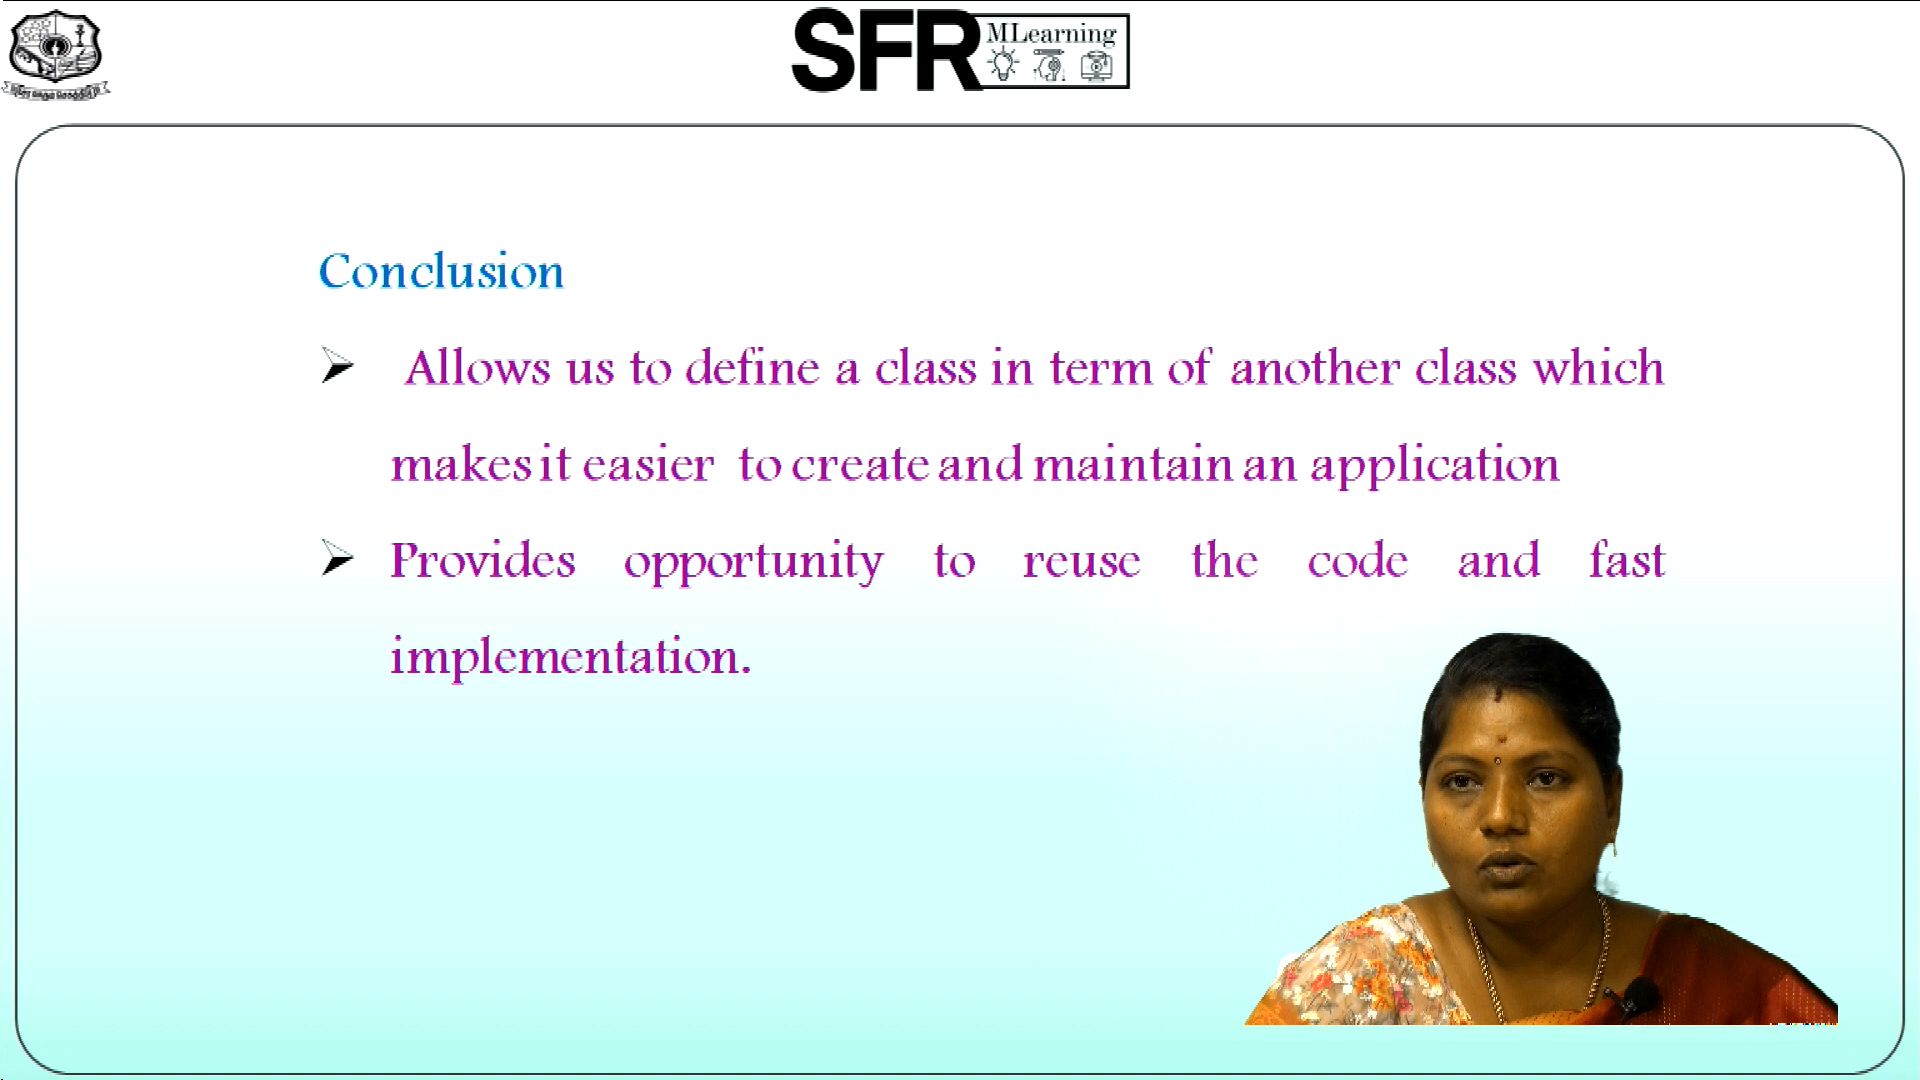 SFR MLearning
Conclusion
➢ Allows us to define a class in term of another class which
makes it easier to create and maintain an application
➢ Provides opportunity to reuse the code and fast
implementation.